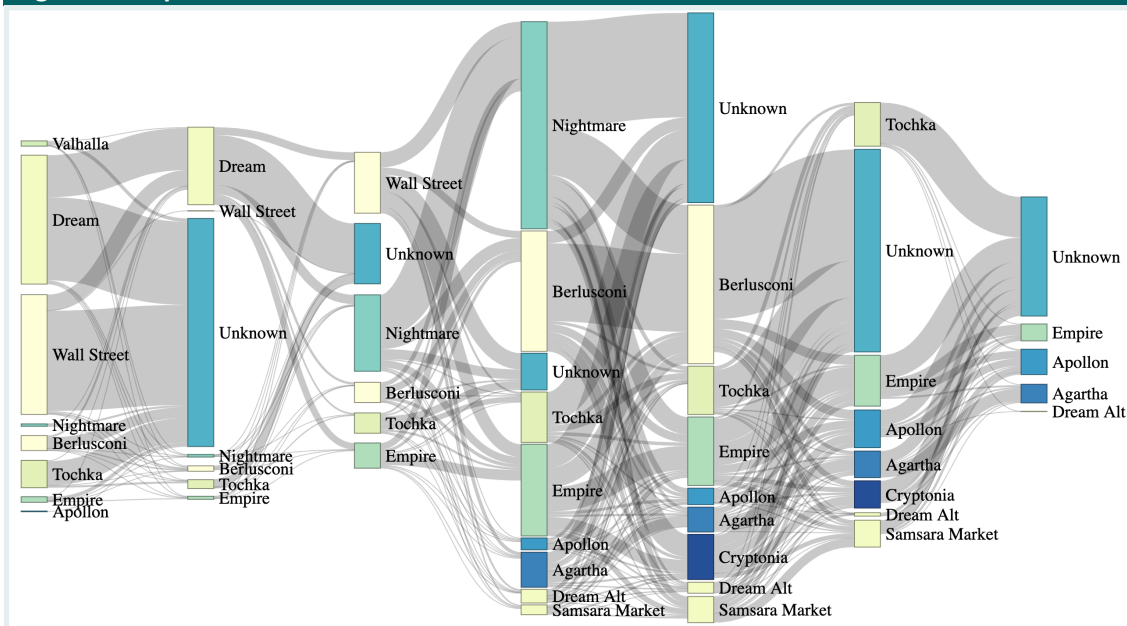 Valhalla
Dream
Wall Street
Nightmare
Berlusconi
Tochka
Empire
Apollon
Dream
Wall Street
Unknown
Nightmare
Berlusconi
Tochka
Empire
Wall Street
Unknown
Nightmare
Berlusconi
Tochka
Empire
Nightmare
Berlusconi
Unknown
Tochka
Empire
Apollon
Agartha
Dream Alt
Samsara Market
Unknown
Berlusconi
Tochka
Empire
Apollon
Agartha
Cryptonia
Dream Alt
Samsara Market
Tochka
Unknown
Empire
Apollon
Agartha
Cryptonia
Dream Alt
Samsara Market
Unknown
Empire
Apollon
Agartha
Dream Alt